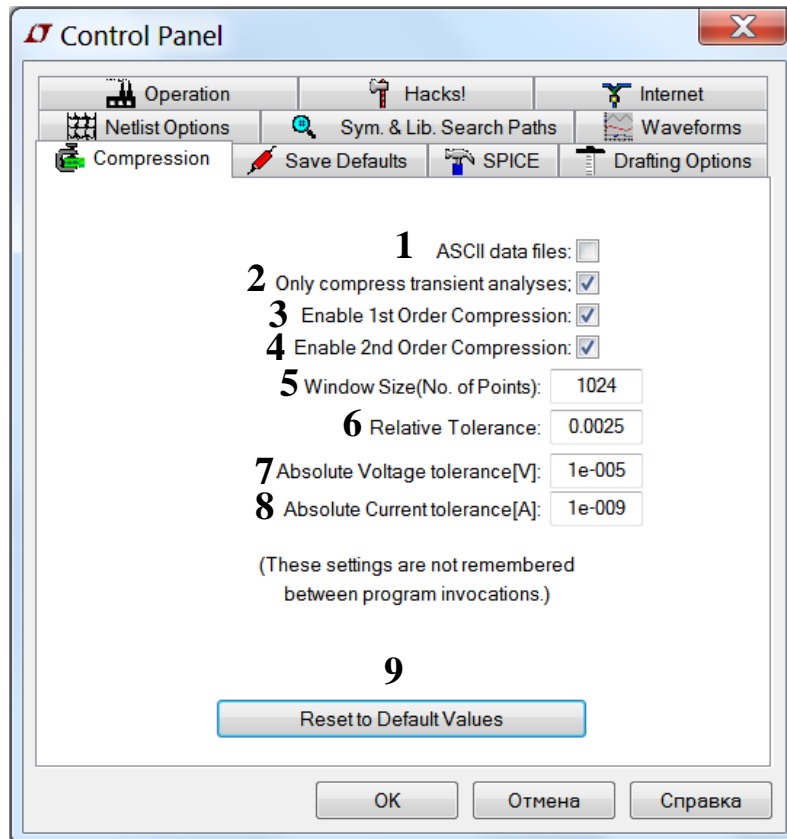 Control Panel
Operation Hacks! Internet
Netlist Options Sym. & Lib. Search Paths Waveforms
Compression Save Defaults SPICE Drafting Options
1 ASCII data files:
2 Only compress transient analyses;
3 Enable 1st Order Compression:
4 Enable 2nd Order Compression:
5 Window Size(No. of Points): 1024
6 Relative Tolerance: 0.0025
7 Absolute Voltage tolerance[V]: 1e-005
8 Absolute Current tolerance[A]: 1e-009
(These settings are not remembered
between program invocations.)
9
Reset to Default Values
OK Отмена Справка